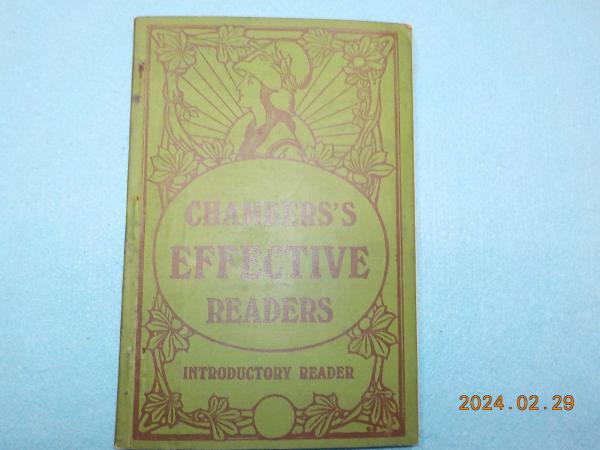 CHAMBERS'S
EFFECTIVE
READERS
INTRODUCTORY READER
2024.02.29